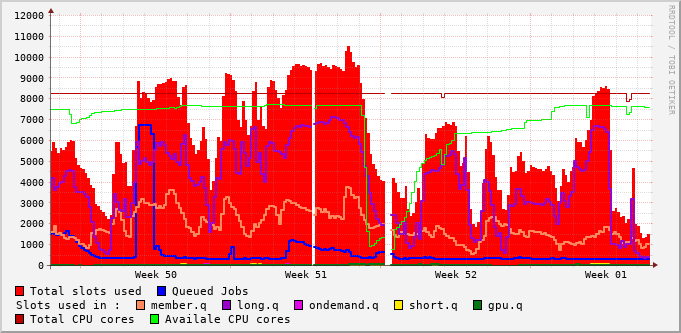 12000
11000
10000
9000
8000
7000
6000
5000
4000
3000
2000
1000
0
Week 50 Week 51 Week 52 Week 01
RRDTOOL / TOBI OETIKER
Total slots used Queued Jobs
Slots used in : member.q long.q ondemand.q short.q gpu.q
Total CPU cores Availale CPU cores